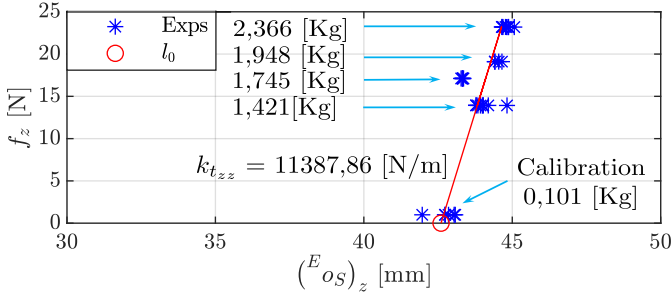 25
20
15
10
5
0
f_z [N]
Exps
l_0
2,366 [Kg]
1,948 [Kg]
1,745 [Kg]
1,421[Kg]
k_{t_{zz}} = 11387,86 [N/m]
Calibration
0,101 [Kg]
30 35 40 45 50
(^E o_S)_z [mm]